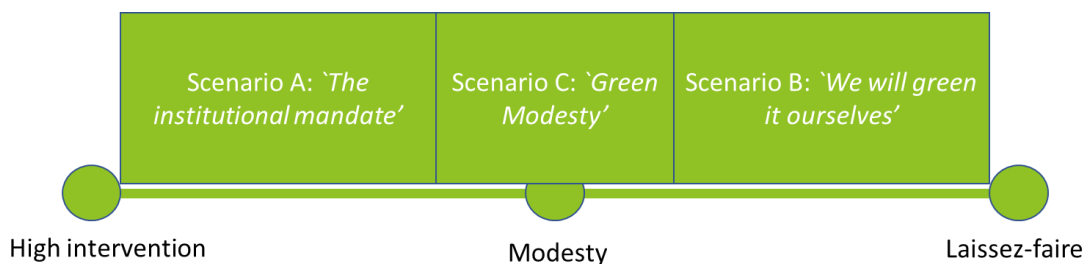 Scenario A: `The
institutional mandate’
Scenario C: `Green
Modesty’
Scenario B: `We will green
it ourselves’
High intervention
Modesty
Laissez-faire